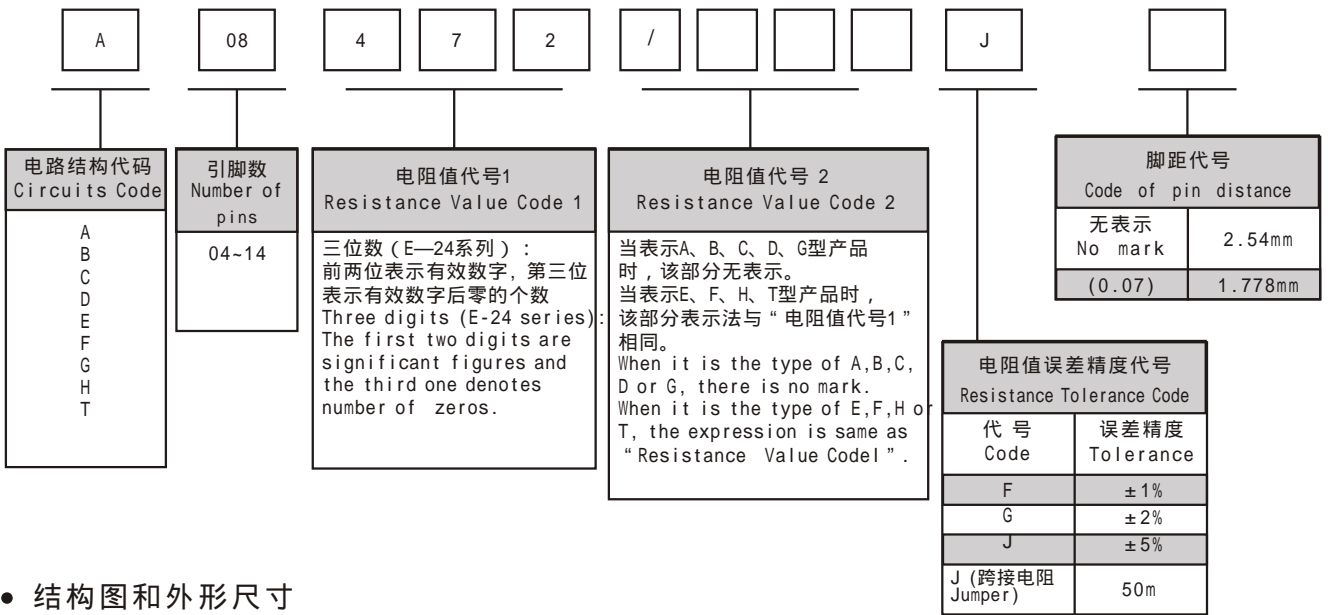 A 08 4 7 2 / J
电路结构代码
Circuits Code
A
B
C
D
E
F
G
H
T
引脚数
Number of
pins
04~14
电阻值代号1
Resistance Value Code 1
三位数（E—24系列）：
前两位表示有效数字, 第三位
表示有效数字后零的个数
Three digits (E-24 series):
The first two digits are
significant figures and
the third one denotes
number of zeros.
电阻值代号 2
Resistance Value Code 2
当表示A、B、C、D、G型产品
时，该部分无表示。
当表示E、F、H、T型产品时，
该部分表示法与“电阻值代号1”
相同。
When it is the type of A,B,C,
D or G, there is no mark.
When it is the type of E,F,H or
T, the expression is same as
“Resistance Value Codel”.
脚距代号
Code of pin distance
无表示
No mark
2.54mm
(0.07) 1.778mm
电阻值误差精度代号
Resistance Tolerance Code
代 号
Code
误差精度
Tolerance
F ±1%
G ±2%
J ±5%
J (跨接电阻
Jumper)
50m
• 结构图和外形尺寸